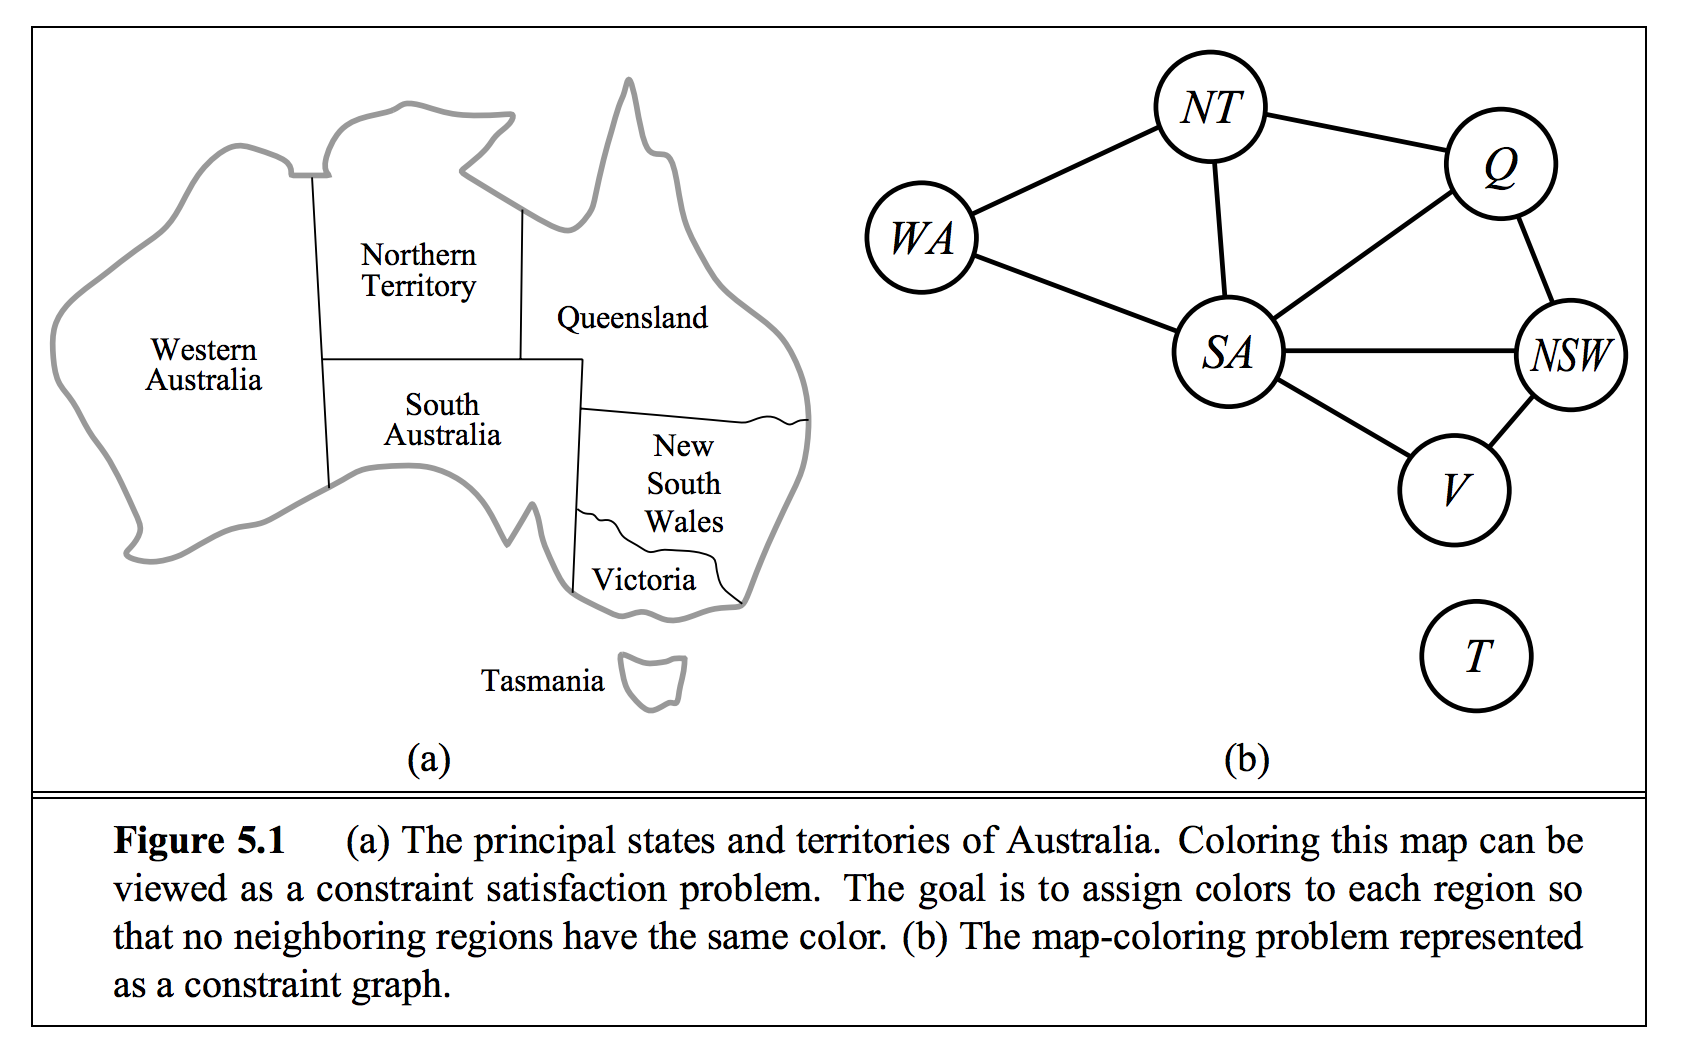 Northern
Territory
Queensland
Western
Australia
South
Australia
New
South
Wales
Victoria
Tasmania
(a)
NT
Q
WA
SA
NSW
V
T
(b)
Figure 5.1 (a) The principal states and territories of Australia. Coloring this map can be
viewed as a constraint satisfaction problem. The goal is to assign colors to each region so
that no neighboring regions have the same color. (b) The map-coloring problem represented
as a constraint graph.